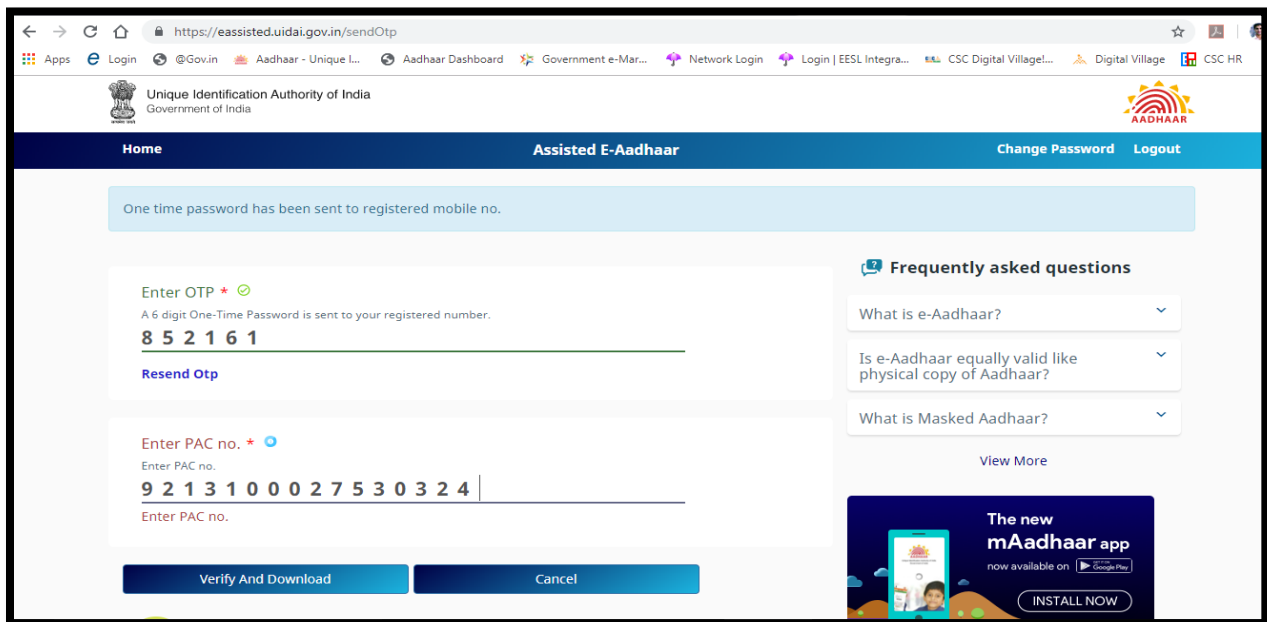 https://eassisted.uidai.gov.in/sendOtp
Apps Login @Gov.in Aadhaar - Unique I... Aadhaar Dashboard Government e-Mar... Network Login Login | EESL Integra... CSC Digital Village!... Digital Village CSC HR
Unique Identification Authority of India
Government of India
AADHAAR
Home Assisted E-Aadhaar Change Password Logout
One time password has been sent to registered mobile no.
Enter OTP *
A 6 digit One-Time Password is sent to your registered number.
8 5 2 1 6 1
Resend Otp
Enter PAC no. *
Enter PAC no.
9 2 1 3 1 0 0 0 2 7 5 3 0 3 2 4
Enter PAC no.
Verify And Download Cancel
Frequently asked questions
What is e-Aadhaar?
Is e-Aadhaar equally valid like
physical copy of Aadhaar?
What is Masked Aadhaar?
View More
The new
mAadhaar app
now available on Google Play
INSTALL NOW